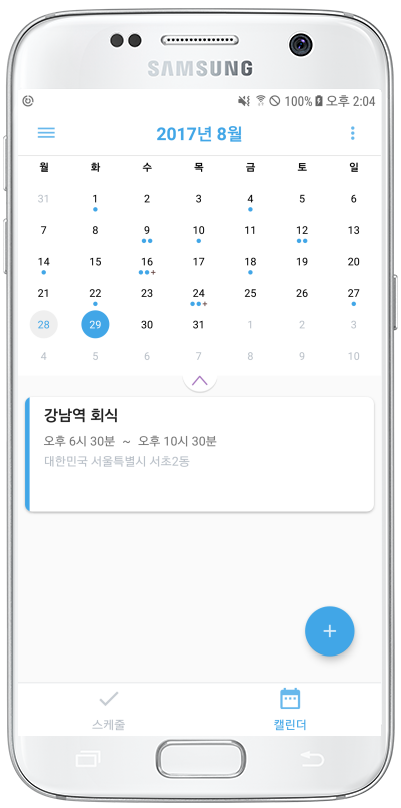 SAMSUNG
100% 오후 2:04
2017년 8월
월 화 수 목 금 토 일
31 1 2 3 4 5 6
7 8 9 10 11 12 13
14 15 16 17 18 19 20
21 22 23 24 25 26 27
28 29 30 31 1 2 3
4 5 6 7 8 9 10
강남역 회식
오후 6시 30분 ~ 오후 10시 30분
대한민국 서울특별시 서초2동
+
스케줄 캘린더